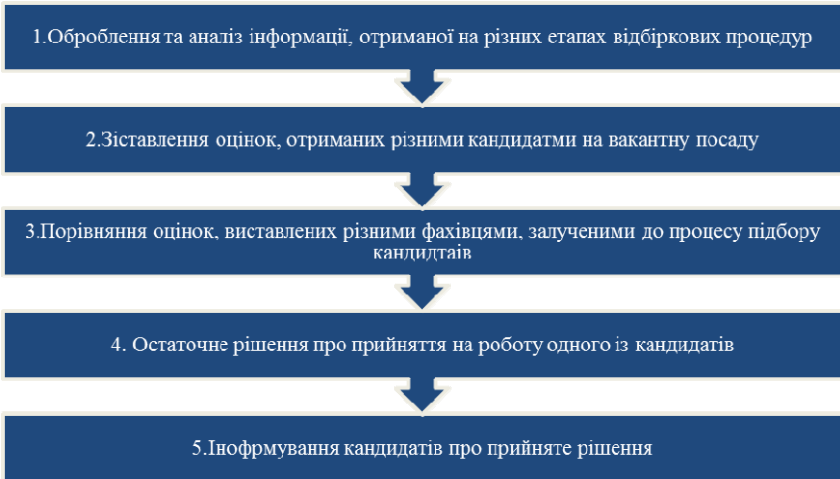 1.Оброблення та аналіз інформації, отриманої на різних етапах відбіркових процедур
2.Зіставлення оцінок, отриманих різними кандидатми на вакантну посаду
3.Порівняння оцінок, виставлених різними фахівцями, залученими до процесу підбору
кандидтаів
4. Остаточне рішення про прийняття на роботу одного із кандидатів
5.Інофрмування кандидатів про прийняте рішення